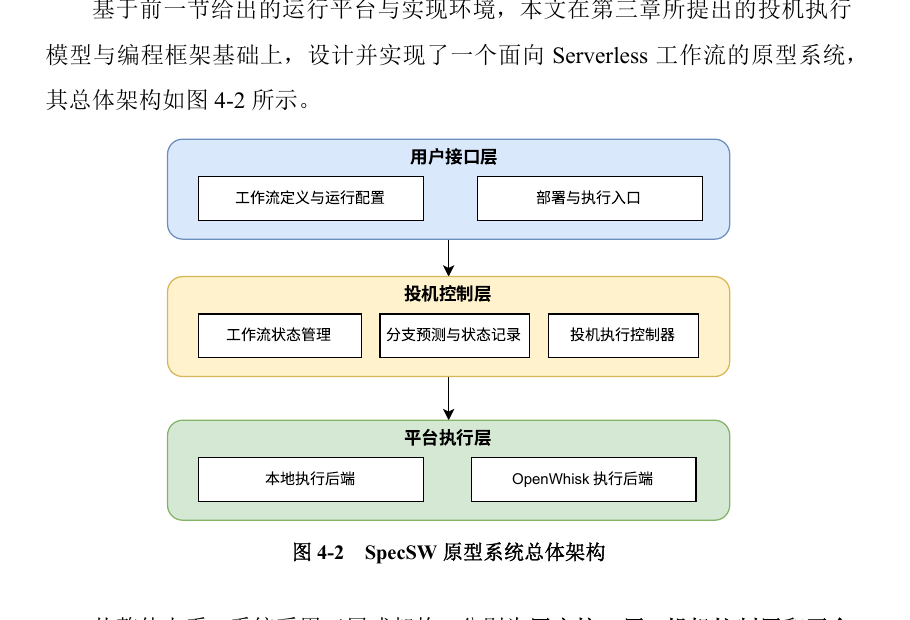 基于前一节给出的运行平台与实现环境，本文在第三章所提出的投机执行
模型与编程框架基础上，设计并实现了一个面向 Serverless 工作流的原型系统，
其总体架构如图 4-2 所示。
用户接口层
工作流定义与运行配置 部署与执行入口
投机控制层
工作流状态管理 分支预测与状态记录 投机执行控制器
平台执行层
本地执行后端 OpenWhisk 执行后端
图 4-2 SpecSW 原型系统总体架构